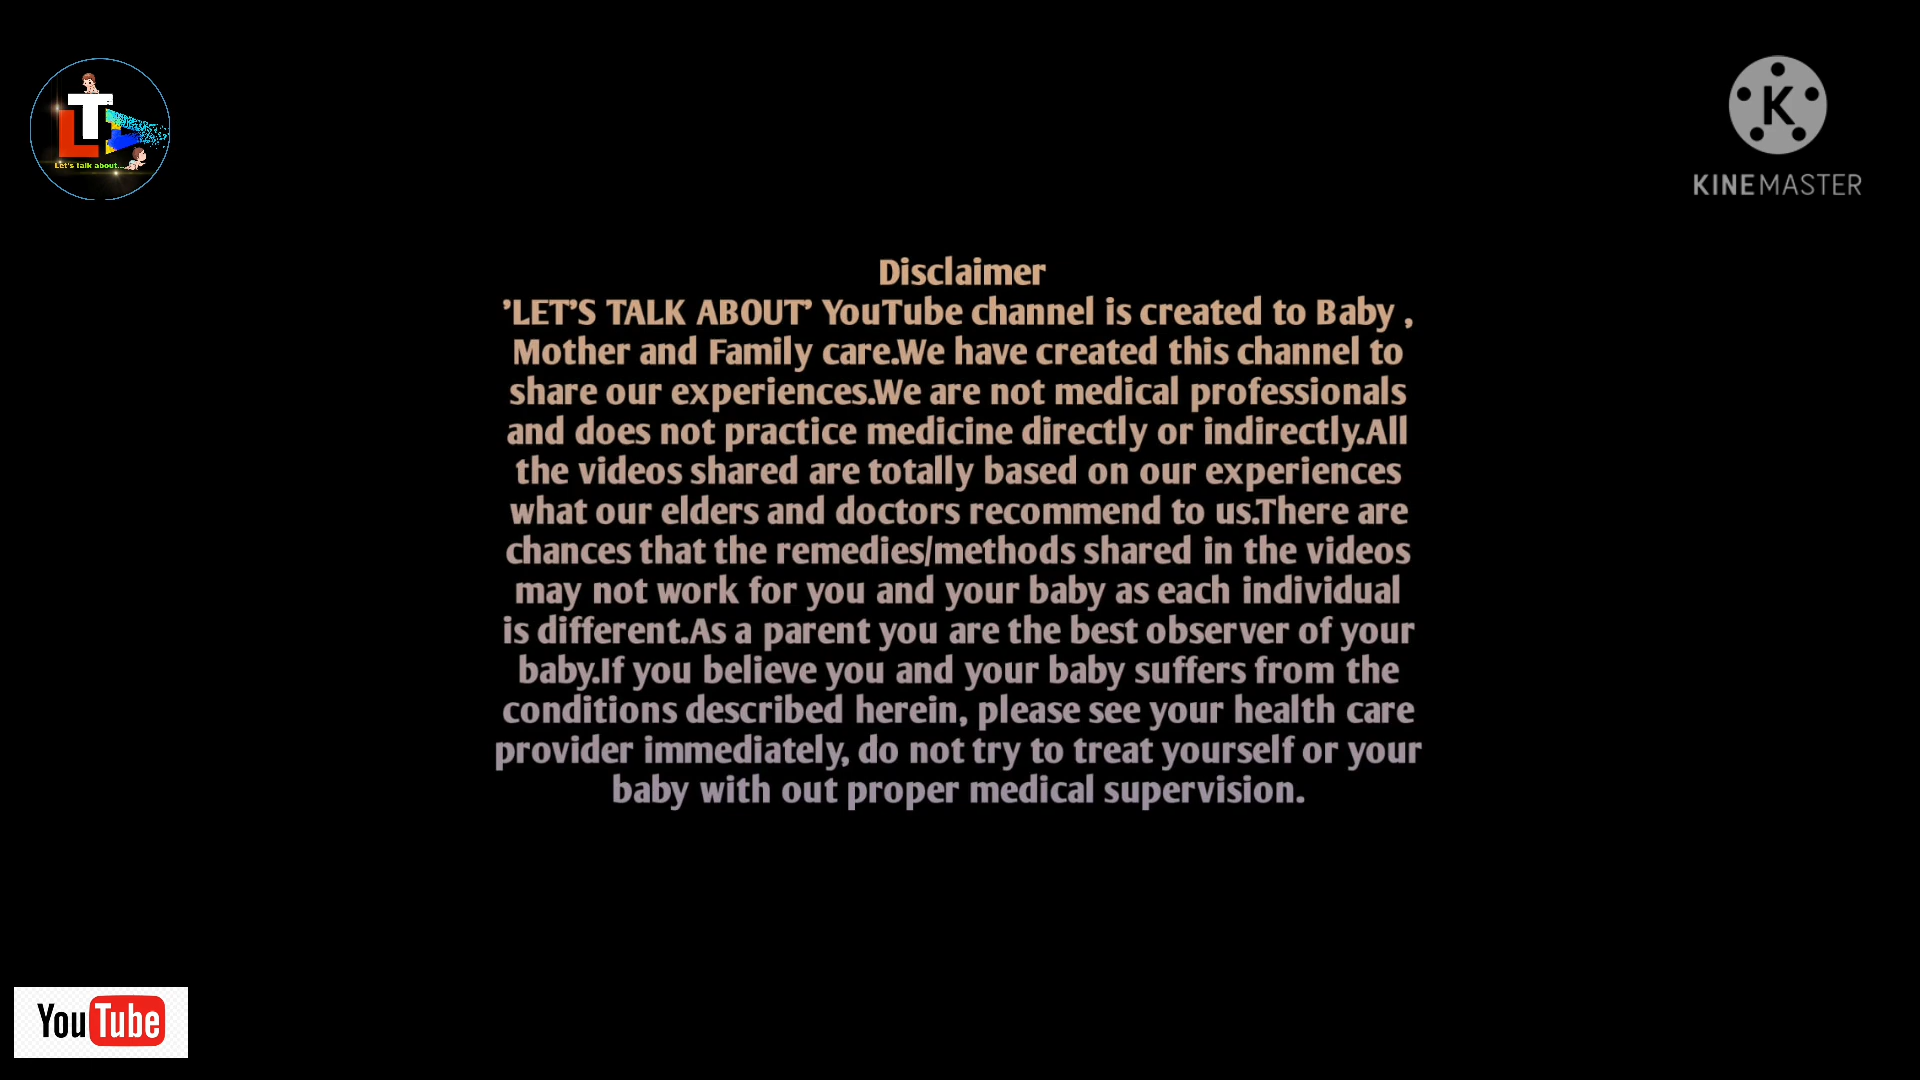 LT
Let's talk about...
K
KINEMASTER
Disclaimer
’LET’S TALK ABOUT’ YouTube channel is created to Baby ,
Mother and Family care.We have created this channel to
share our experiences.We are not medical professionals
and does not practice medicine directly or indirectly.All
the videos shared are totally based on our experiences
what our elders and doctors recommend to us.There are
chances that the remedies/methods shared in the videos
may not work for you and your baby as each individual
is different.As a parent you are the best observer of your
baby.If you believe you and your baby suffers from the
conditions described herein, please see your health care
provider immediately, do not try to treat yourself or your
baby with out proper medical supervision.
YouTube